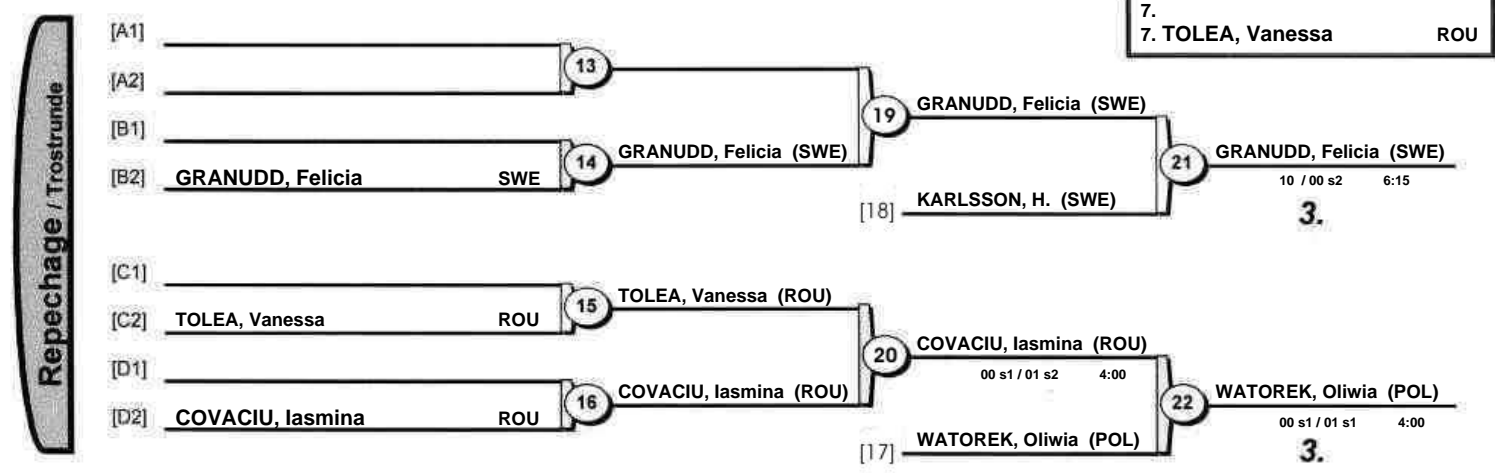 7.
7. TOLEA, Vanessa ROU
Repechage / Trostrunde
[A1]
[A2]
13
[B1]
[B2] GRANUDD, Felicia SWE
14
GRANUDD, Felicia (SWE)
19
GRANUDD, Felicia (SWE)
[18] KARLSSON, H. (SWE)
21
GRANUDD, Felicia (SWE)
10 / 00 s2 6:15
3.
[C1]
[C2] TOLEA, Vanessa ROU
15
TOLEA, Vanessa (ROU)
[D1]
[D2] COVACIU, Iasmina ROU
16
COVACIU, Iasmina (ROU)
20
COVACIU, Iasmina (ROU)
00 s1 / 01 s2 4:00
[17] WATOREK, Oliwia (POL)
22
WATOREK, Oliwia (POL)
00 s1 / 01 s1 4:00
3.